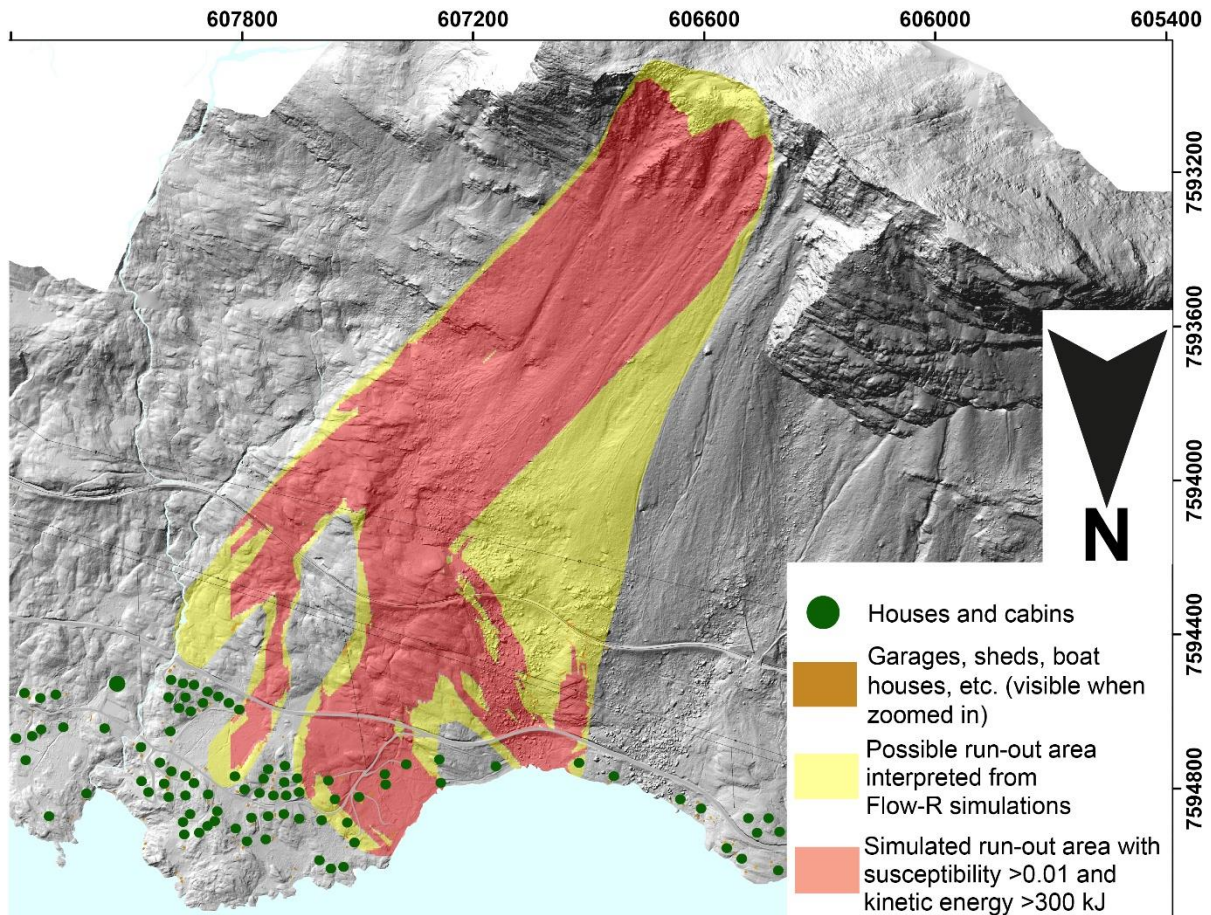 607800
607200
606600
606000
605400
7593200
7593600
7594000
7594400
7594800
N
Houses and cabins
Garages, sheds, boat
houses, etc. (visible when
zoomed in)
Possible run-out area
interpreted from
Flow-R simulations
Simulated run-out area with
susceptibility >0.01 and
kinetic energy >300 kJ